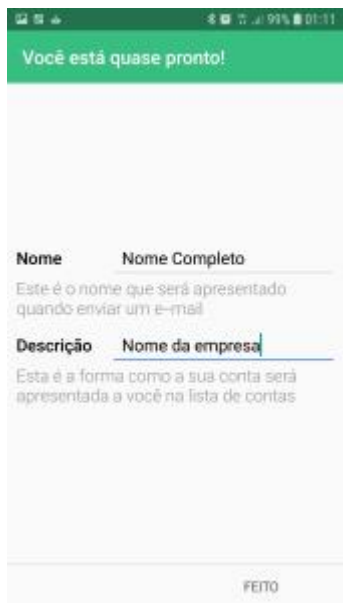 99% 01:11
Você está quase pronto!
Nome Nome Completo
Este é o nome que será apresentado
quando enviar um e-mail
Descrição Nome da empresa
Esta é a forma como a sua conta será
apresentada a você na lista de contas
FEITO